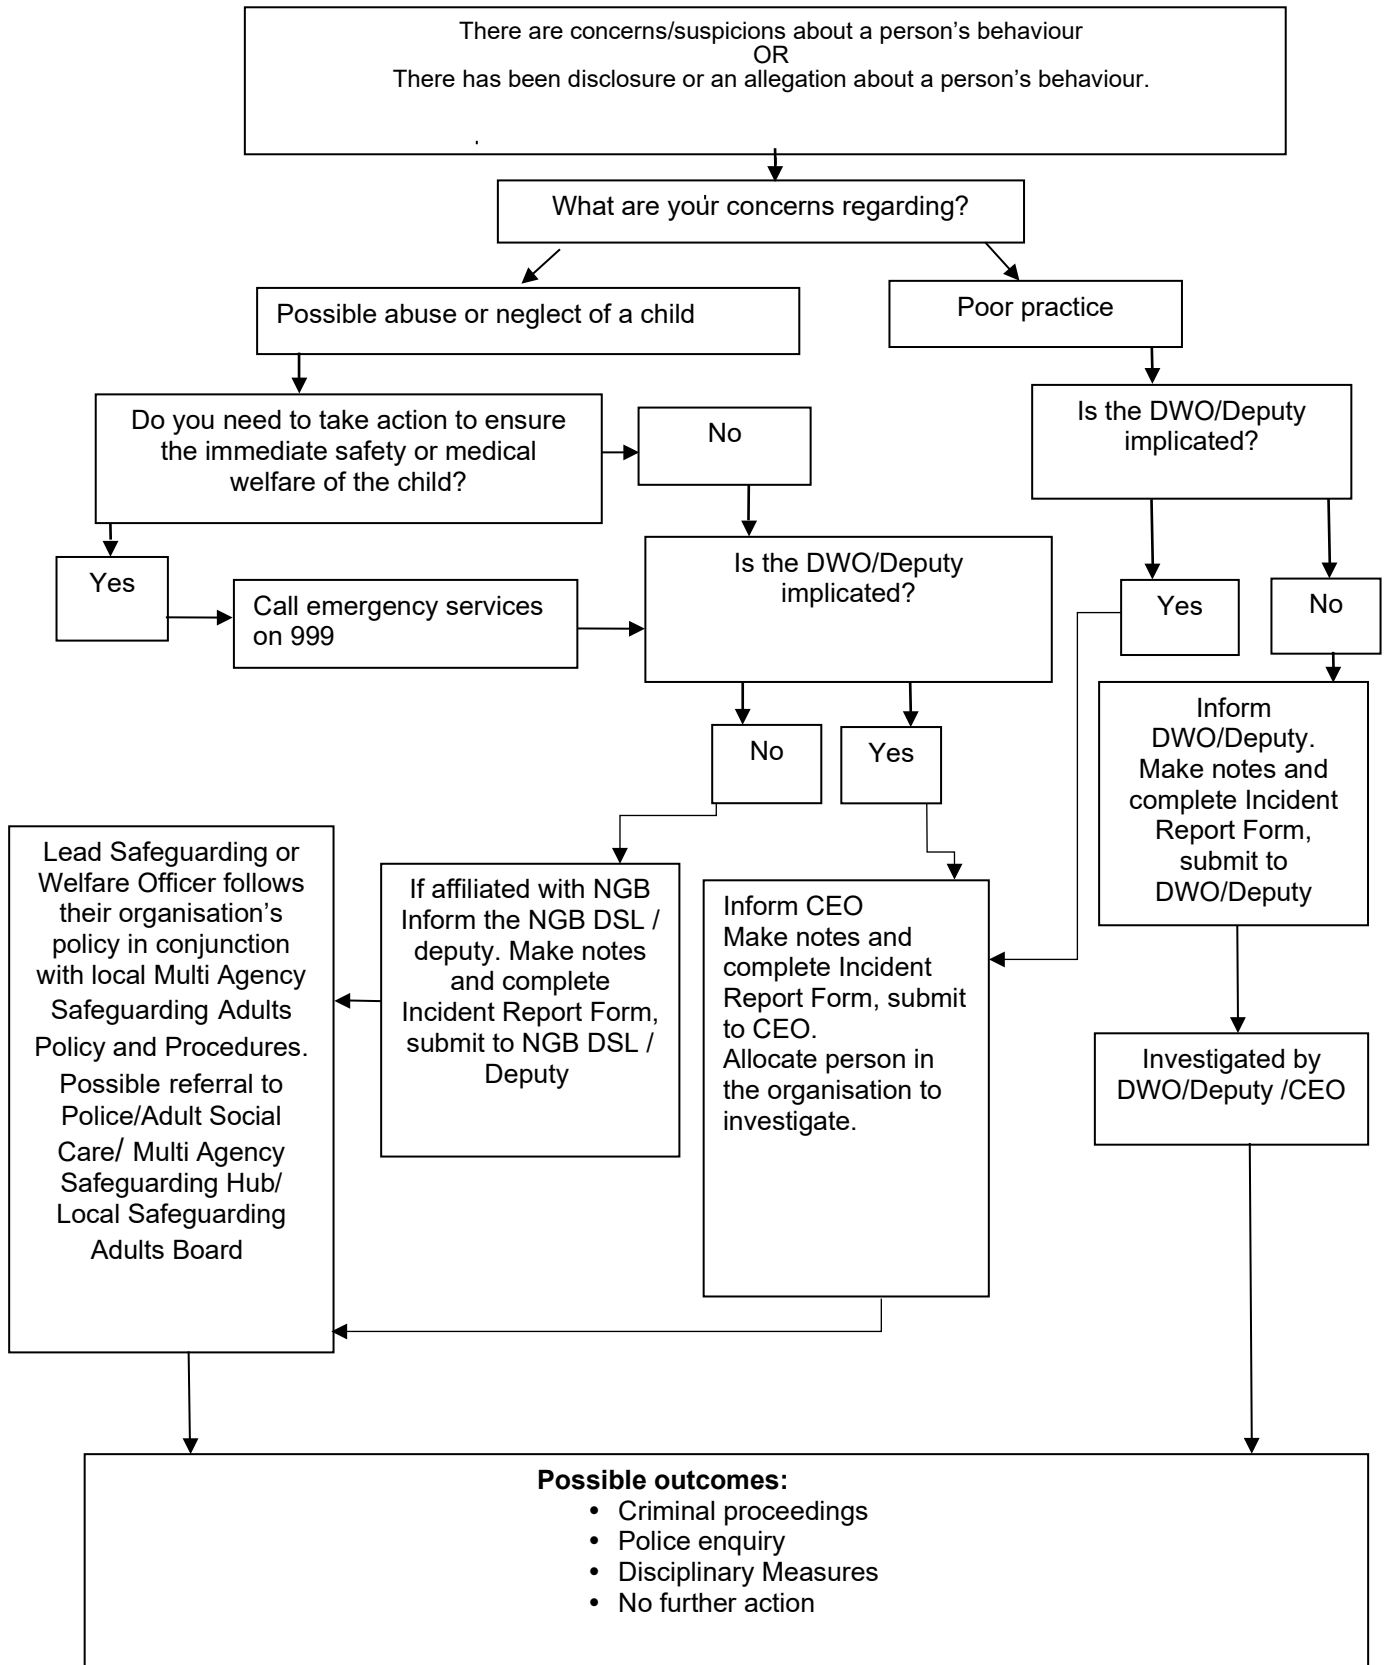 There are concerns/suspicions about a person’s behaviour
OR
There has been disclosure or an allegation about a person’s behaviour.
What are your concerns regarding?
Possible abuse or neglect of a child
Poor practice
Do you need to take action to ensure
the immediate safety or medical
welfare of the child?
No
Is the DWO/Deputy
implicated?
Yes
Call emergency services
on 999
Is the DWO/Deputy
implicated?
Yes
No
No
Yes
Inform
DWO/Deputy.
Make notes and
complete Incident
Report Form,
submit to
DWO/Deputy
Lead Safeguarding or
Welfare Officer follows
their organisation’s
policy in conjunction
with local Multi Agency
Safeguarding Adults
Policy and Procedures.
Possible referral to
Police/Adult Social
Care/ Multi Agency
Safeguarding Hub/
Local Safeguarding
Adults Board
If affiliated with NGB
Inform the NGB DSL /
deputy. Make notes
and complete
Incident Report Form,
submit to NGB DSL /
Deputy
Inform CEO
Make notes and
complete Incident
Report Form, submit
to CEO.
Allocate person in
the organisation to
investigate.
Investigated by
DWO/Deputy /CEO
Possible outcomes:
• Criminal proceedings
• Police enquiry
• Disciplinary Measures
• No further action